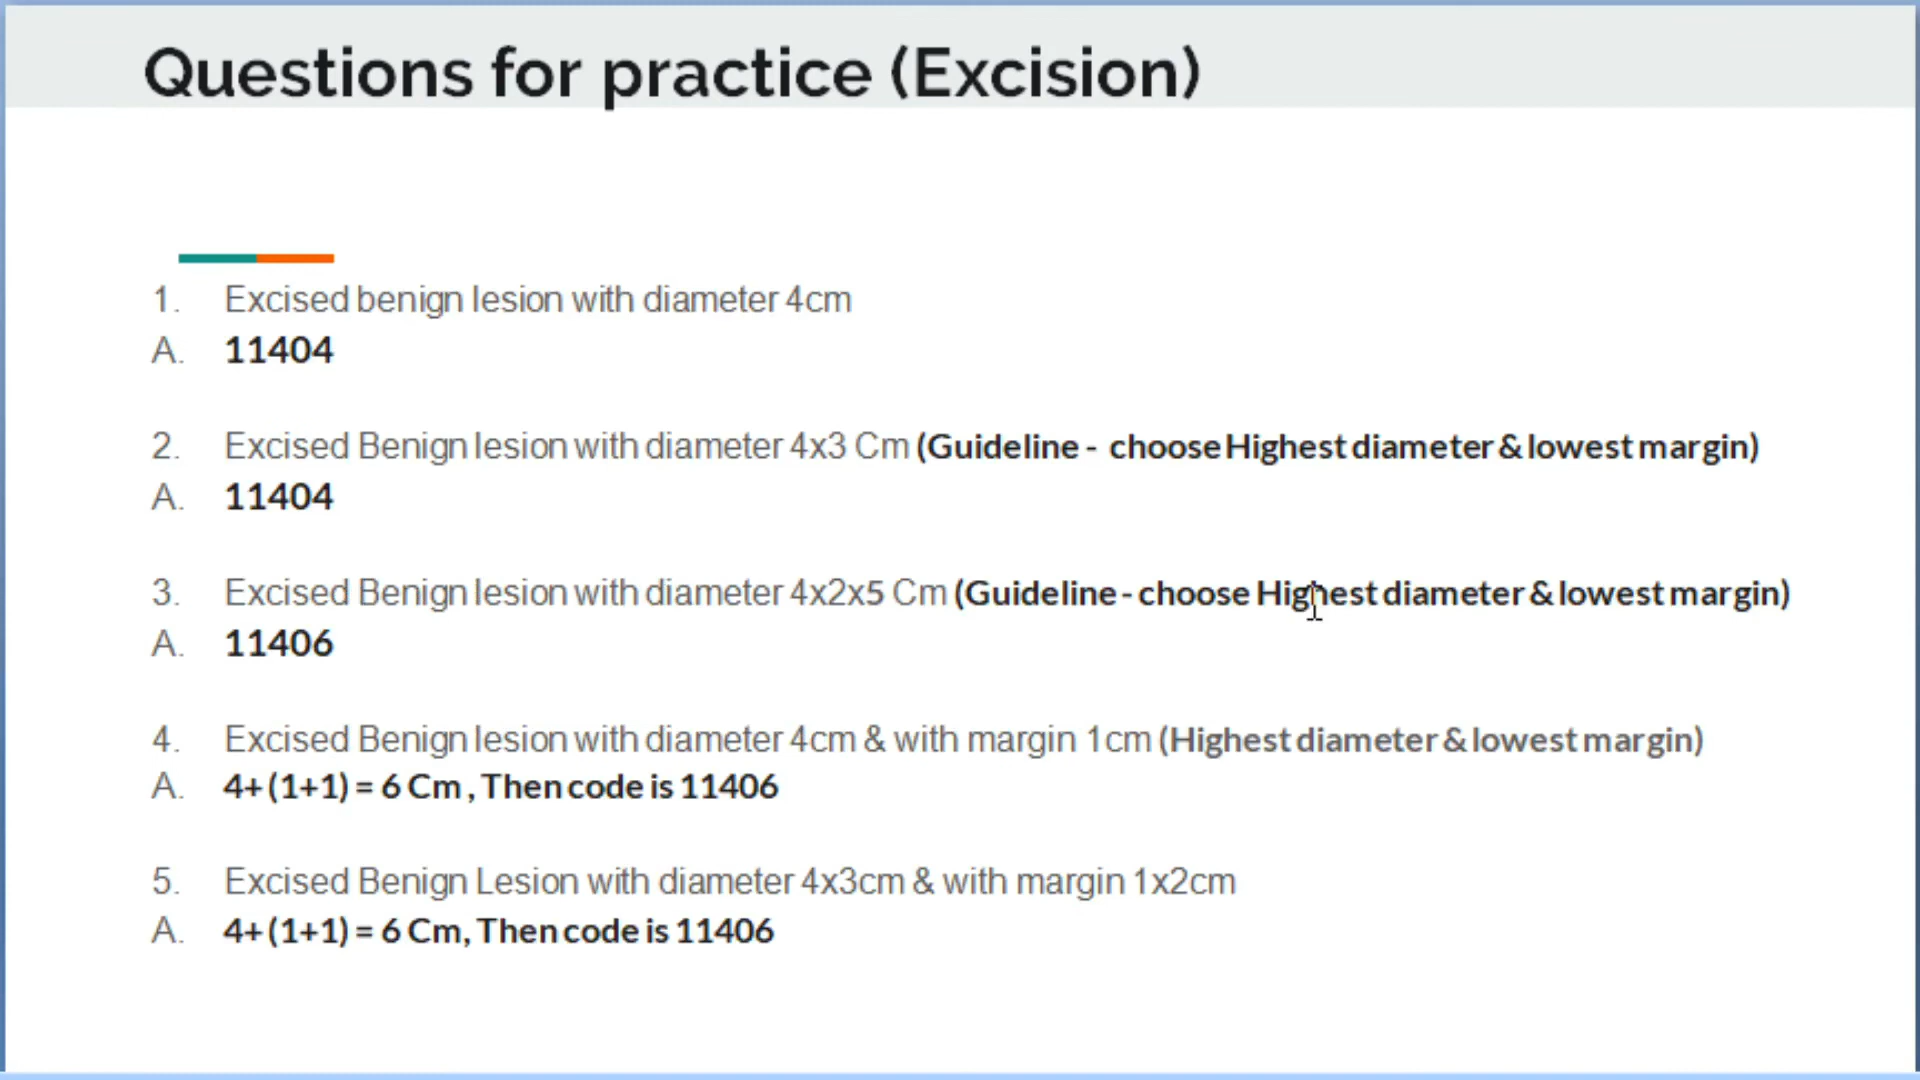 Questions for practice (Excision)
1. Excised benign lesion with diameter 4cm
A. 11404
2. Excised Benign lesion with diameter 4x3 Cm (Guideline - choose Highest diameter & lowest margin)
A. 11404
3. Excised Benign lesion with diameter 4x2x5 Cm (Guideline - choose Highest diameter & lowest margin)
A. 11406
4. Excised Benign lesion with diameter 4cm & with margin 1cm (Highest diameter & lowest margin)
A. 4+ (1+1) = 6 Cm , Then code is 11406
5. Excised Benign Lesion with diameter 4x3cm & with margin 1x2cm
A. 4+ (1+1) = 6 Cm, Then code is 11406